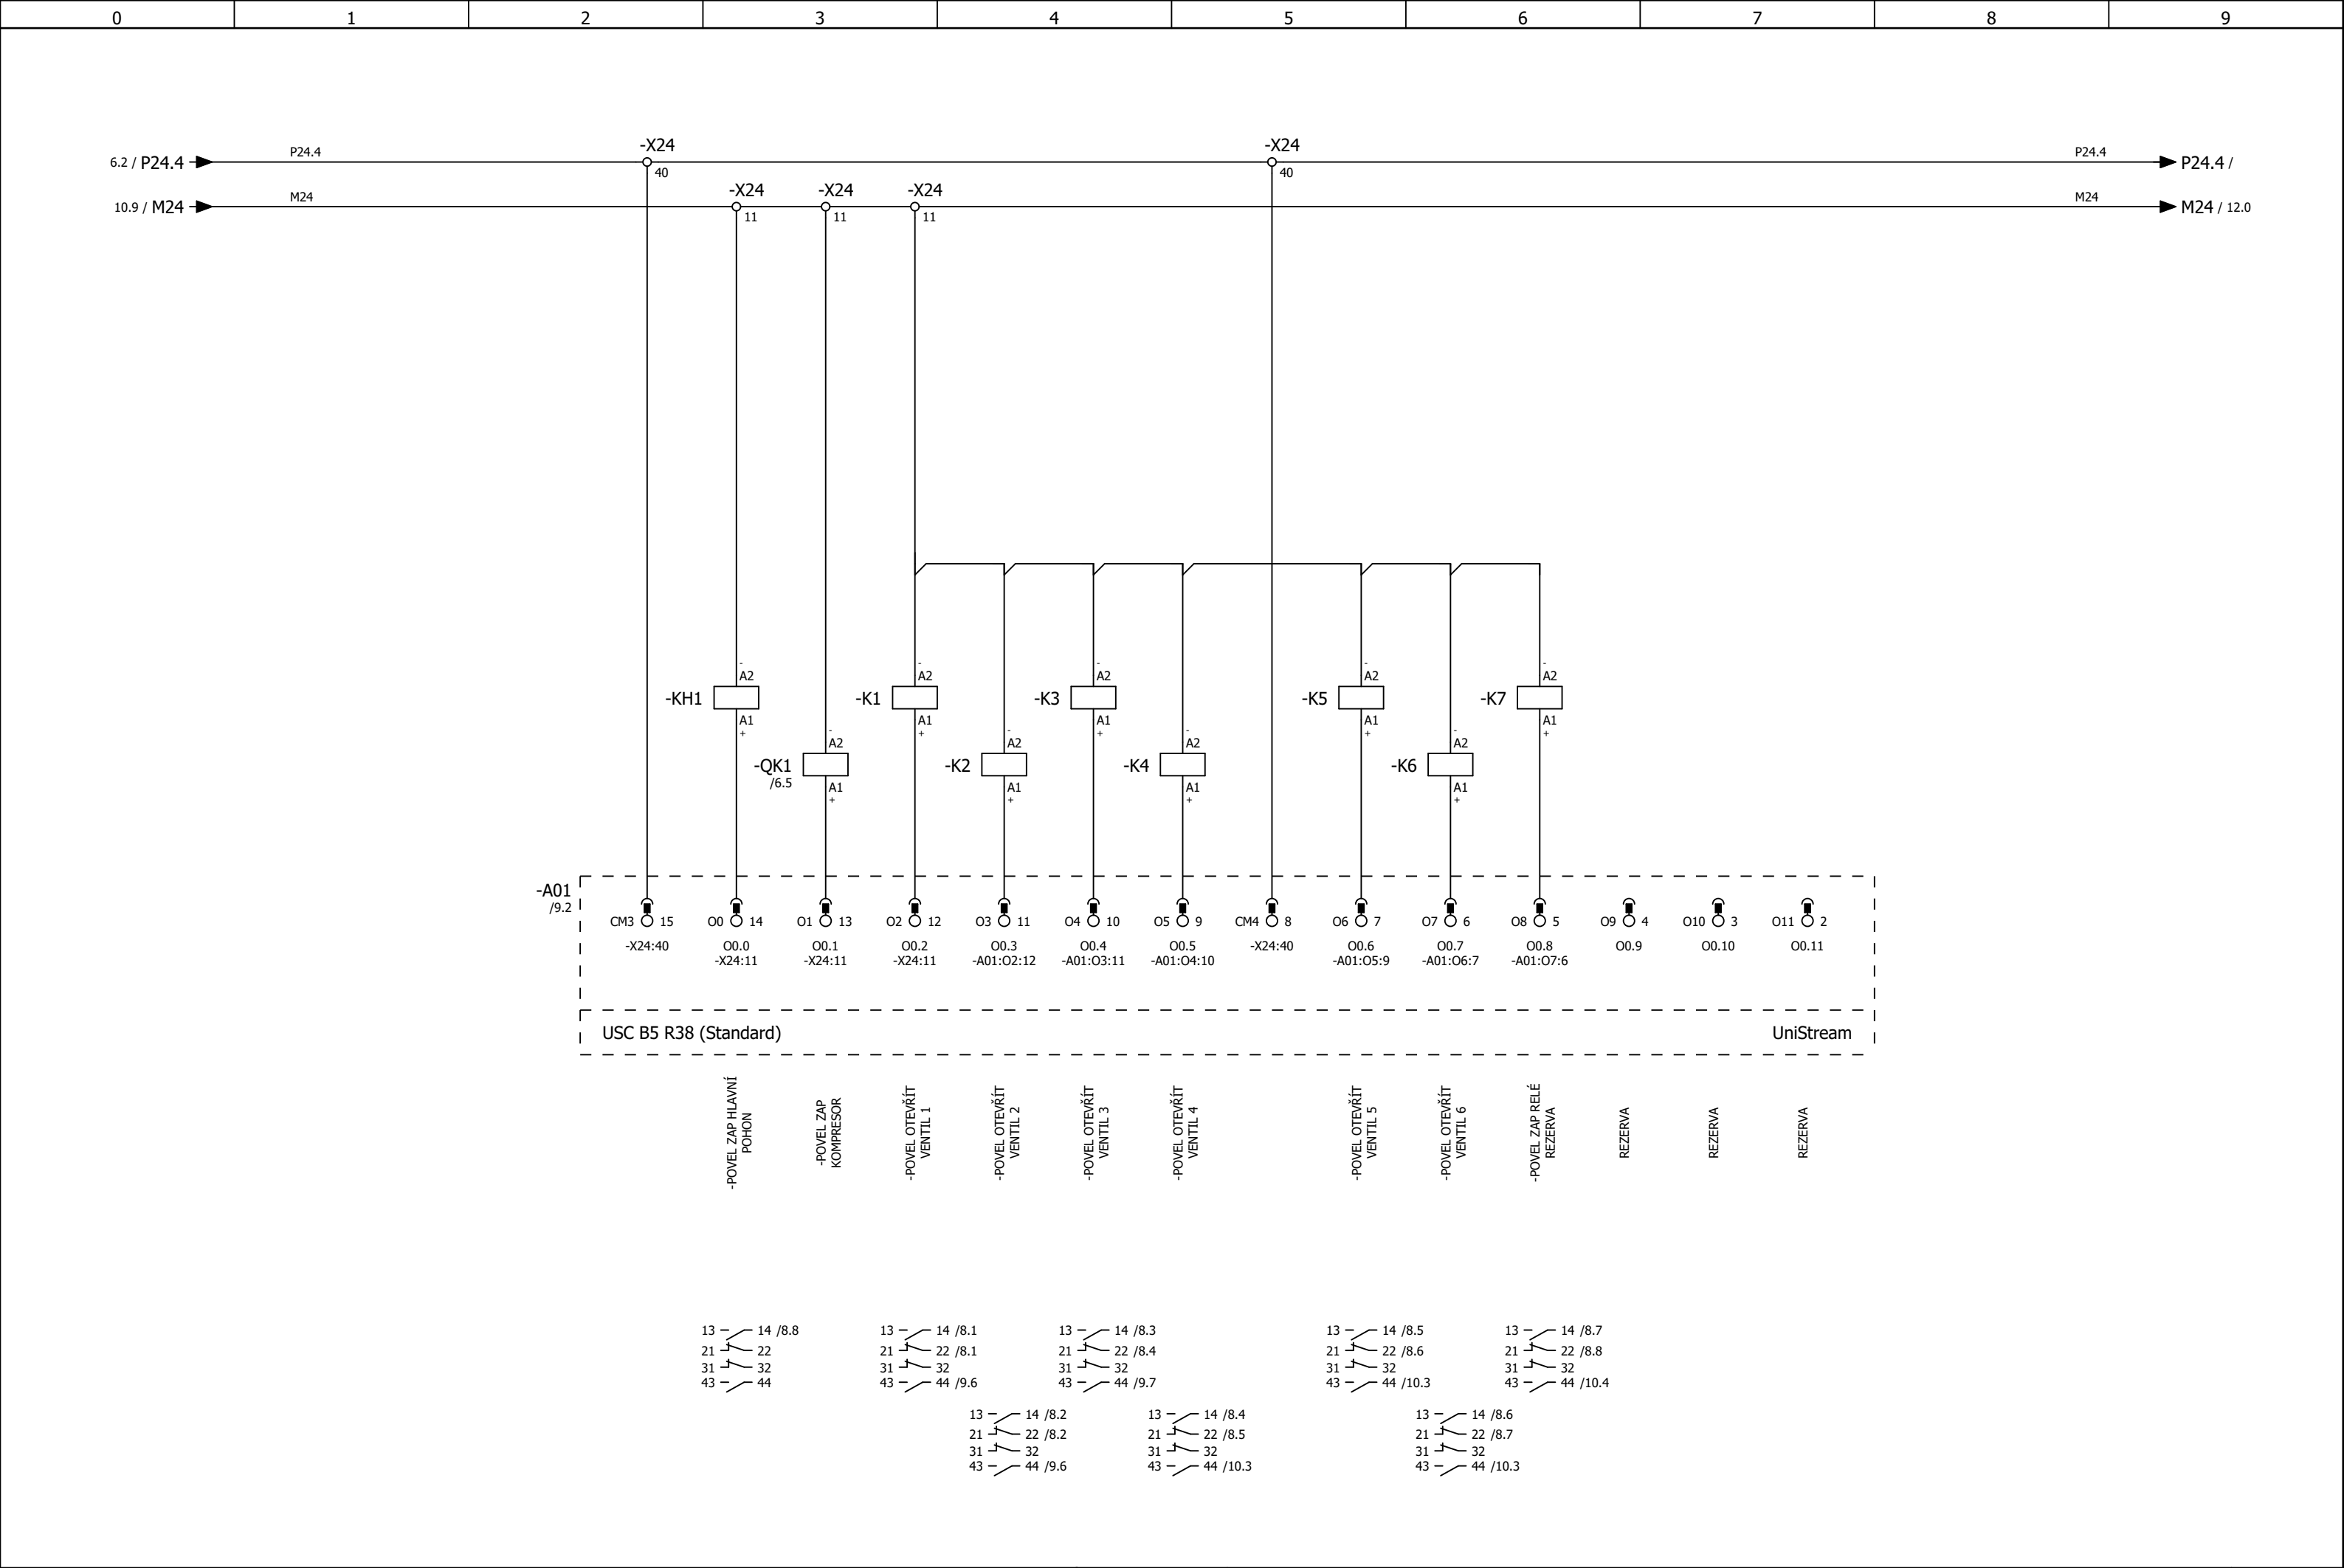 0 1 2 3 4 5 6 7 8 9
-X24 -X24
6.2 / P24.4 P24.4 P24.4 P24.4 /
40 40
-X24 -X24 -X24
10.9 / M24 M24 M24 M24 / 12.0
11 11 11
- - - - -
A2 A2 A2 A2 A2
-KH1 -K1 -K3 -K5 -K7
A1 A1 A1 A1 A1
+ + + + +
- - - -
A2 A2 A2 A2
-QK1 -K2 -K4 -K6
/6.5
A1 A1 A1 A1
+ + + +
-A01
/9.2
CM3 15 O0 14 O1 13 O2 12 O3 11 O4 10 O5 9 CM4 8 O6 7 O7 6 O8 5 O9 4 O10 3 O11 2
-X24:40 O0.0 O0.1 O0.2 O0.3 O0.4 O0.5 -X24:40 O0.6 O0.7 O0.8 O0.9 O0.10 O0.11
-X24:11 -X24:11 -X24:11 -A01:O2:12 -A01:O3:11 -A01:O4:10 -A01:O5:9 -A01:O6:7 -A01:O7:6
USC B5 R38 (Standard) UniStream
-POVEL ZAP HLAVNÍ
POHON
-POVEL ZAP
KOMPRESOR
-POVEL OTEVŘÍT
VENTIL 1
-POVEL OTEVŘÍT
VENTIL 2
-POVEL OTEVŘÍT
VENTIL 3
-POVEL OTEVŘÍT
VENTIL 4
-POVEL OTEVŘÍT
VENTIL 5
-POVEL OTEVŘÍT
VENTIL 6
-POVEL ZAP RELÉ
REZERVA
REZERVA
REZERVA
REZERVA
13 14 /8.8 13 14 /8.1 13 14 /8.3 13 14 /8.5 13 14 /8.7
21 22 21 22 /8.1 21 22 /8.4 21 22 /8.6 21 22 /8.8
31 32 31 32 31 32 31 32 31 32
43 44 43 44 /9.6 43 44 /9.7 43 44 /10.3 43 44 /10.4
13 14 /8.2 13 14 /8.4 13 14 /8.6
21 22 /8.2 21 22 /8.5 21 22 /8.7
31 32 31 32 31 32
43 44 /9.6 43 44 /10.3 43 44 /10.3